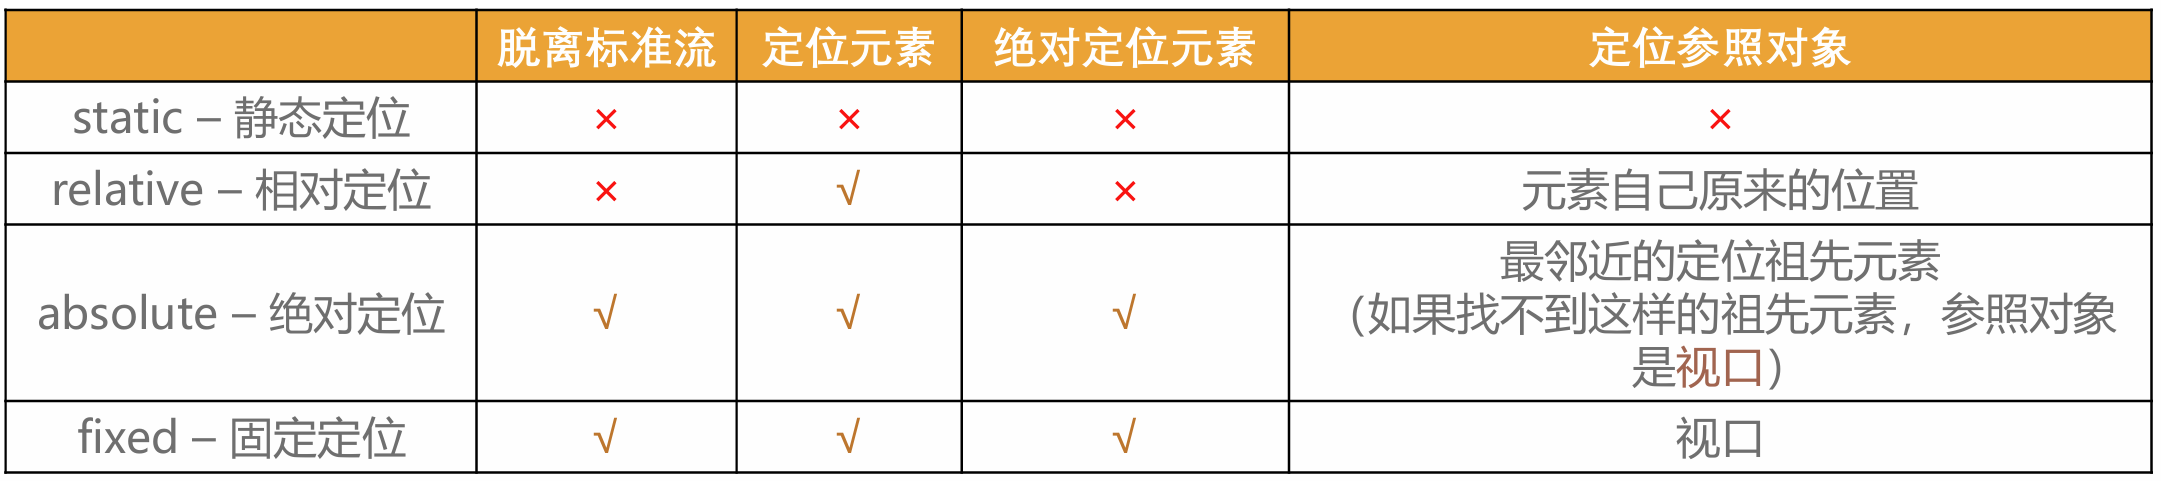 脱离标准流 定位元素 绝对定位元素 定位参照对象
static – 静态定位 × × × ×
relative – 相对定位 × √ × 元素自己原来的位置
absolute – 绝对定位 √ √ √ 最邻近的定位祖先元素
（如果找不到这样的祖先元素，参照对象
是视口）
fixed – 固定定位 √ √ √ 视口